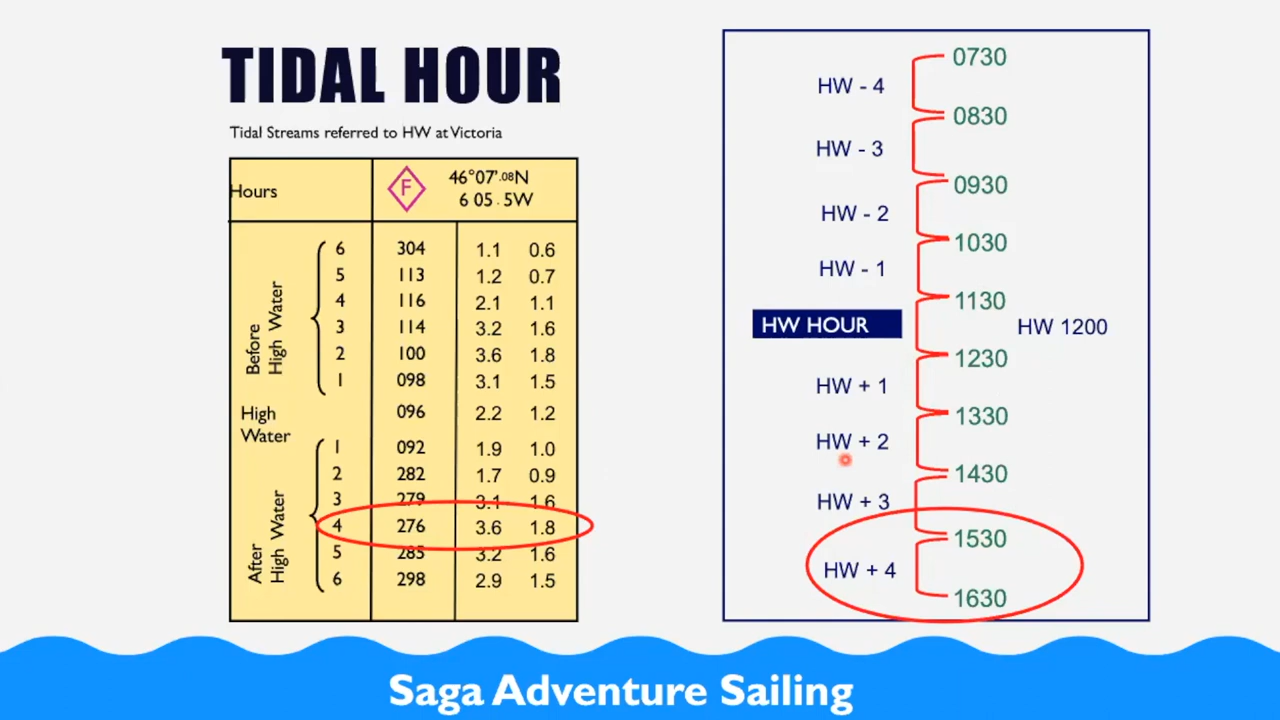 TIDAL HOUR
Tidal Streams referred to HW at Victoria
Hours F 46°07'.08N
6 05.5W
Before High Water
6 304 1.1 0.6
5 113 1.2 0.7
4 116 2.1 1.1
3 114 3.2 1.6
2 100 3.6 1.8
1 098 3.1 1.5
High Water 096 2.2 1.2
After High Water
1 092 1.9 1.0
2 282 1.7 0.9
3 279 3.1 1.6
4 276 3.6 1.8
5 285 3.2 1.6
6 298 2.9 1.5
0730
HW - 4
0830
HW - 3
0930
HW - 2
1030
HW - 1
1130
HW HOUR HW 1200
1230
HW + 1
1330
HW + 2
1430
HW + 3
1530
HW + 4
1630
Saga Adventure Sailing